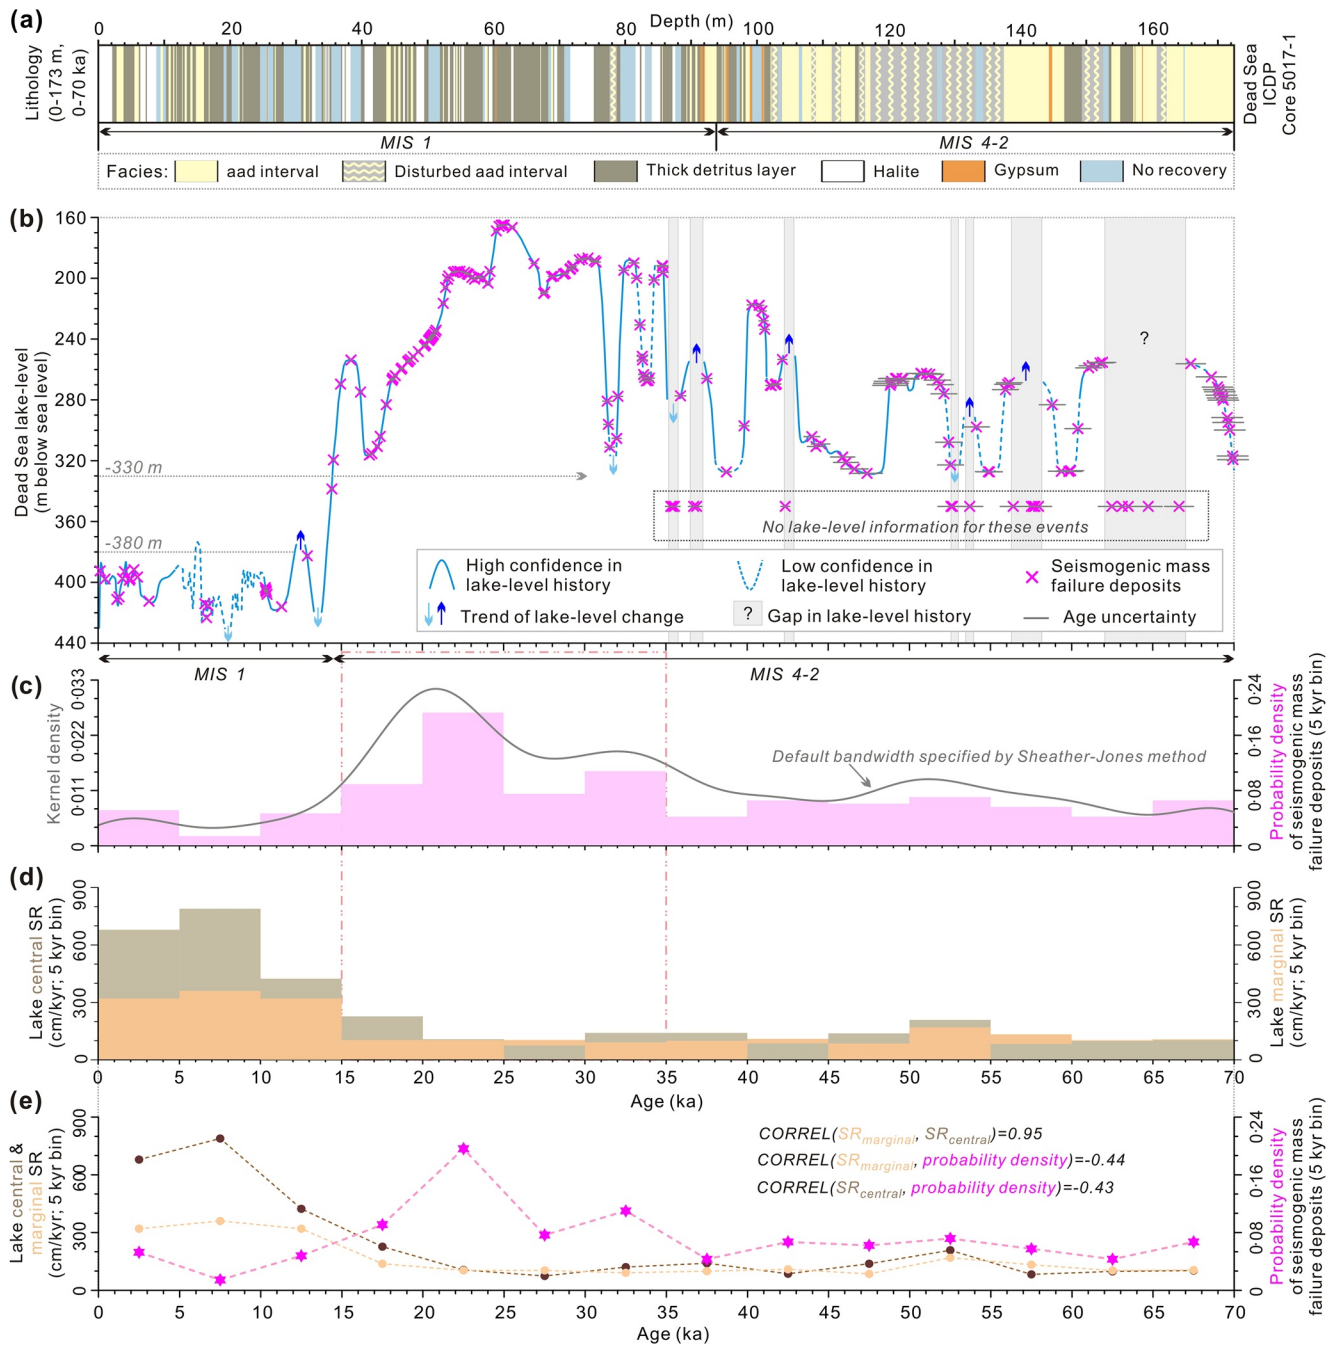 (a)
0 20 40 60 80 100 120 140 160
Depth (m)
Lithology
(0-173 m,
0-70 ka)
Dead Sea
ICDP
Core 5017-1
MIS 1
MIS 4-2
Facies: aad interval Disturbed aad interval Thick detritus layer Halite Gypsum No recovery
(b)
Dead Sea lake-level
(m below sea level)
160
200
240
280
320
360
400
440
?
-330 m
-380 m
No lake-level information for these events
High confidence in
lake-level history
Low confidence in
lake-level history
Seismogenic mass
failure deposits
Trend of lake-level change
? Gap in lake-level history
Age uncertainty
MIS 1
MIS 4-2
(c)
Kernel density
0·033
0·022
0·011
0
Default bandwidth specified by Sheather-Jones method
0·24
0·16
0·08
0
Probability density
of seismogenic mass
failure deposits (5 kyr bin)
(d)
Lake central SR
(cm/kyr; 5 kyr bin)
900
600
300
0
900
600
300
0
Lake marginal SR
(cm/kyr; 5 kyr bin)
0 5 10 15 20 25 30 35 40 45 50 55 60 65 70
Age (ka)
(e)
Lake central &
marginal SR
(cm/kyr; 5 kyr bin)
900
600
300
0
CORREL(SRmarginal, SRcentral)=0.95
CORREL(SRmarginal, probability density)=-0.44
CORREL(SRcentral, probability density)=-0.43
0·24
0·16
0·08
0
Probability density
of seismogenic mass
failure deposits (5 kyr bin)
0 5 10 15 20 25 30 35 40 45 50 55 60 65 70
Age (ka)